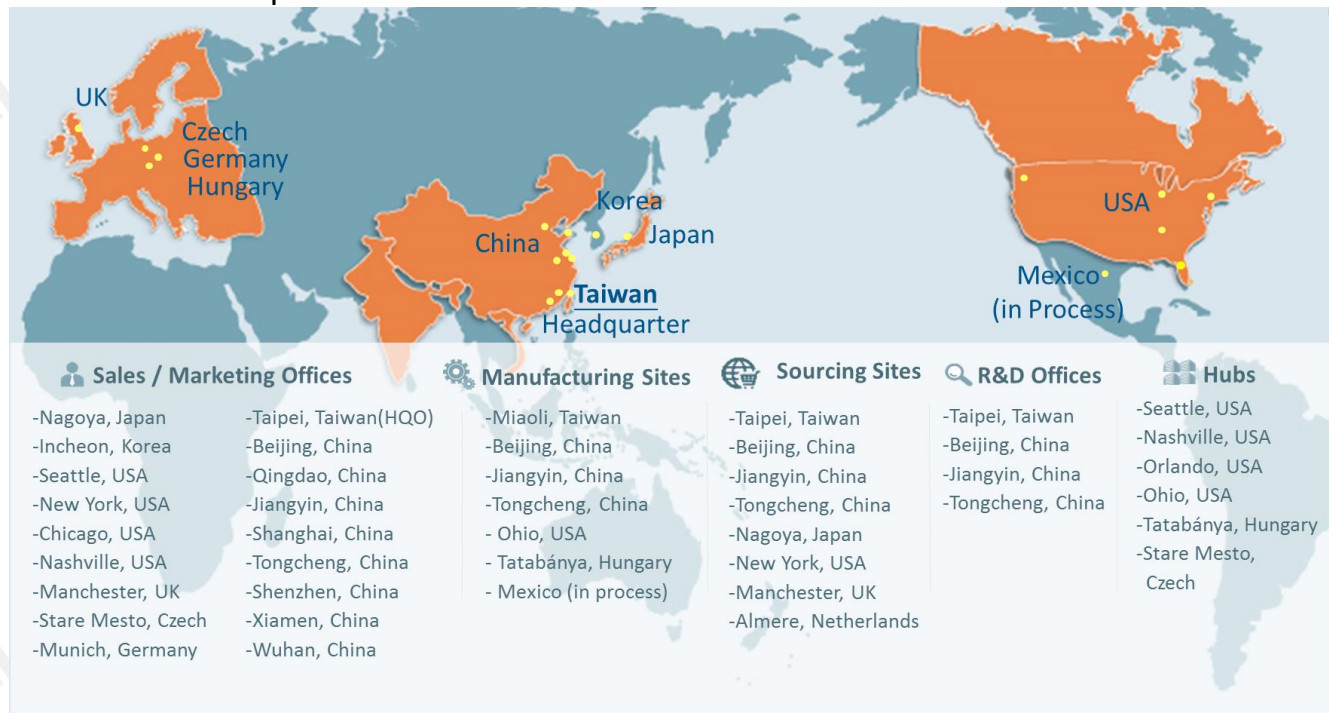 UK
Czech
Germany
Hungary
Korea
China
Japan
Taiwan
Headquarter
USA
Mexico
(in Process)
Sales / Marketing Offices
-Nagoya, Japan
-Incheon, Korea
-Seattle, USA
-New York, USA
-Chicago, USA
-Nashville, USA
-Manchester, UK
-Stare Mesto, Czech
-Munich, Germany
-Taipei, Taiwan(HQO)
-Beijing, China
-Qingdao, China
-Jiangyin, China
-Shanghai, China
-Tongcheng, China
-Shenzhen, China
-Xiamen, China
-Wuhan, China
Manufacturing Sites
-Miaoli, Taiwan
-Beijing, China
-Jiangyin, China
-Tongcheng, China
- Ohio, USA
- Tatabánya, Hungary
- Mexico (in process)
Sourcing Sites
-Taipei, Taiwan
-Beijing, China
-Jiangyin, China
-Tongcheng, China
-Nagoya, Japan
-New York, USA
-Manchester, UK
-Almere, Netherlands
R&D Offices
-Taipei, Taiwan
-Beijing, China
-Jiangyin, China
-Tongcheng, China
Hubs
-Seattle, USA
-Nashville, USA
-Orlando, USA
-Ohio, USA
-Tatabánya, Hungary
-Stare Mesto,
Czech